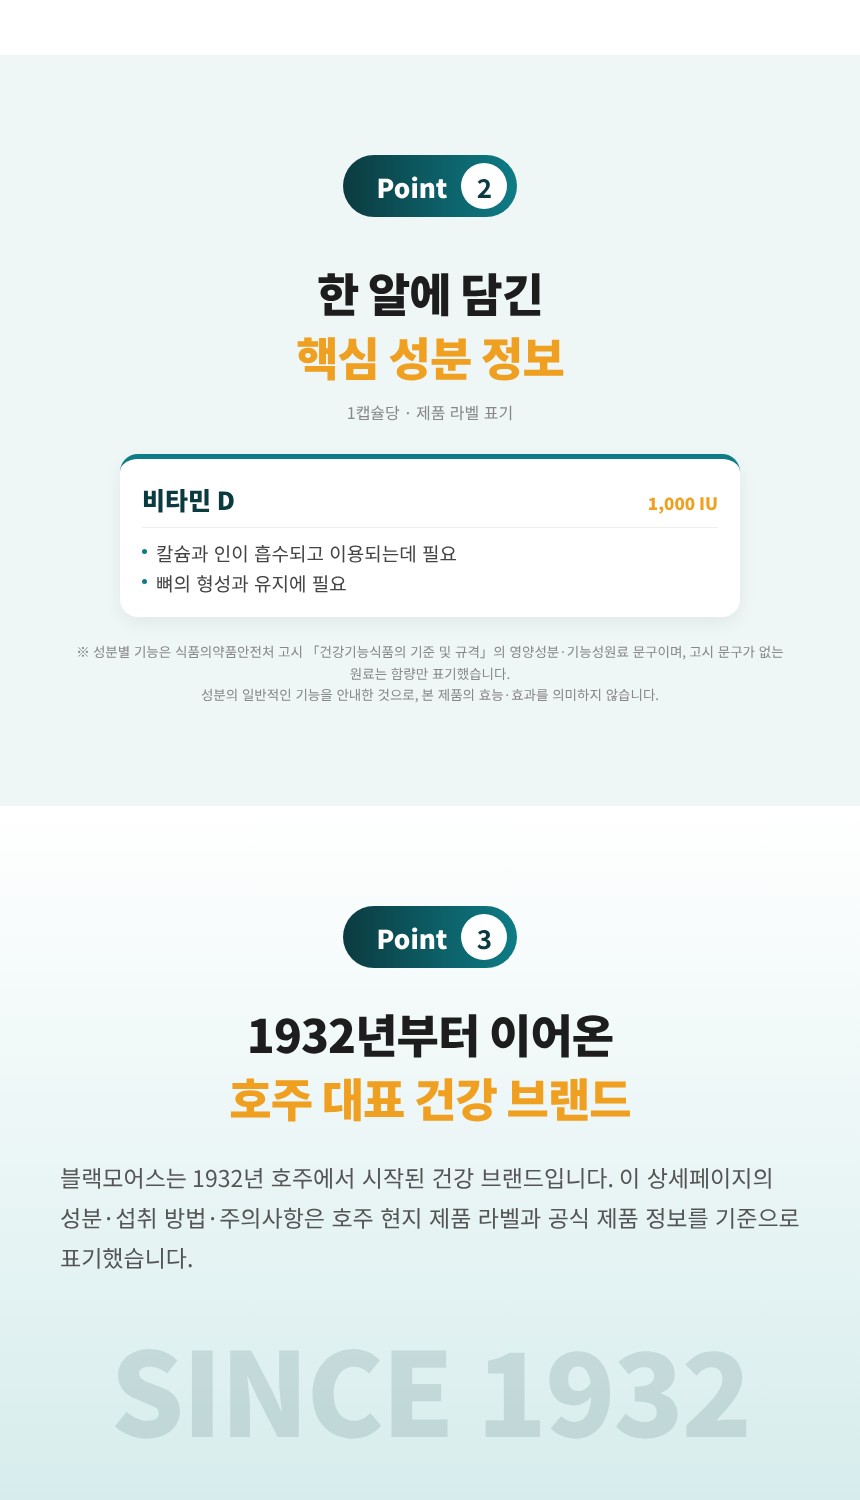 Point 2
한 알에 담긴
핵심 성분 정보
1캡슐당 · 제품 라벨 표기
비타민 D 1,000 IU
• 칼슘과 인이 흡수되고 이용되는데 필요
• 뼈의 형성과 유지에 필요
※ 성분별 기능은 식품의약품안전처 고시 「건강기능식품의 기준 및 규격」의 영양성분·기능성원료 문구이며, 고시 문구가 없는
원료는 함량만 표기했습니다.
성분의 일반적인 기능을 안내한 것으로, 본 제품의 효능·효과를 의미하지 않습니다.
Point 3
1932년부터 이어온
호주 대표 건강 브랜드
블랙모어스는 1932년 호주에서 시작된 건강 브랜드입니다. 이 상세페이지의
성분·섭취 방법·주의사항은 호주 현지 제품 라벨과 공식 제품 정보를 기준으로
표기했습니다.
SINCE 1932